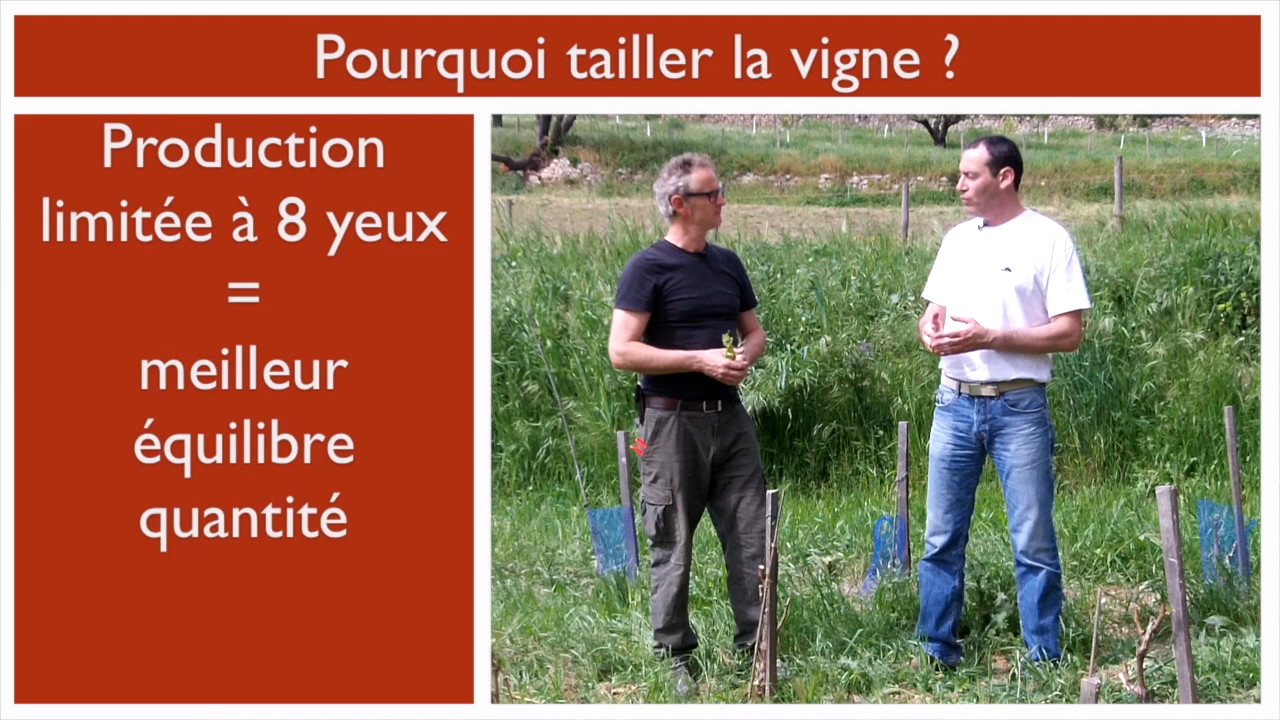 Pourquoi tailler la vigne ?
Production
limitée à 8 yeux
=
meilleur
équilibre
quantité